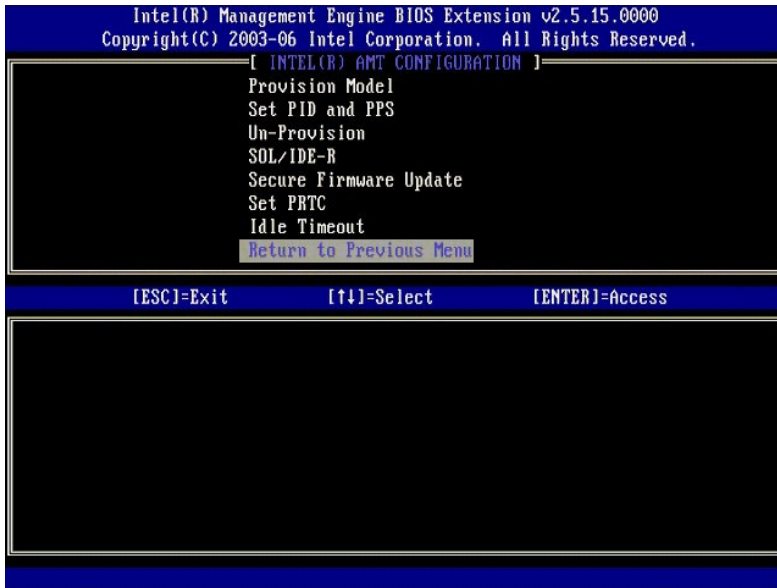 Intel(R) Management Engine BIOS Extension v2.5.15.0000
Copyright(C) 2003-06 Intel Corporation. All Rights Reserved.
[ INTEL(R) AMT CONFIGURATION ]
Provision Model
Set PID and PPS
Un-Provision
SOL/IDE-R
Secure Firmware Update
Set PRTC
Idle Timeout
Return to Previous Menu
[ESC]=Exit [↑↓]=Select [ENTER]=Access